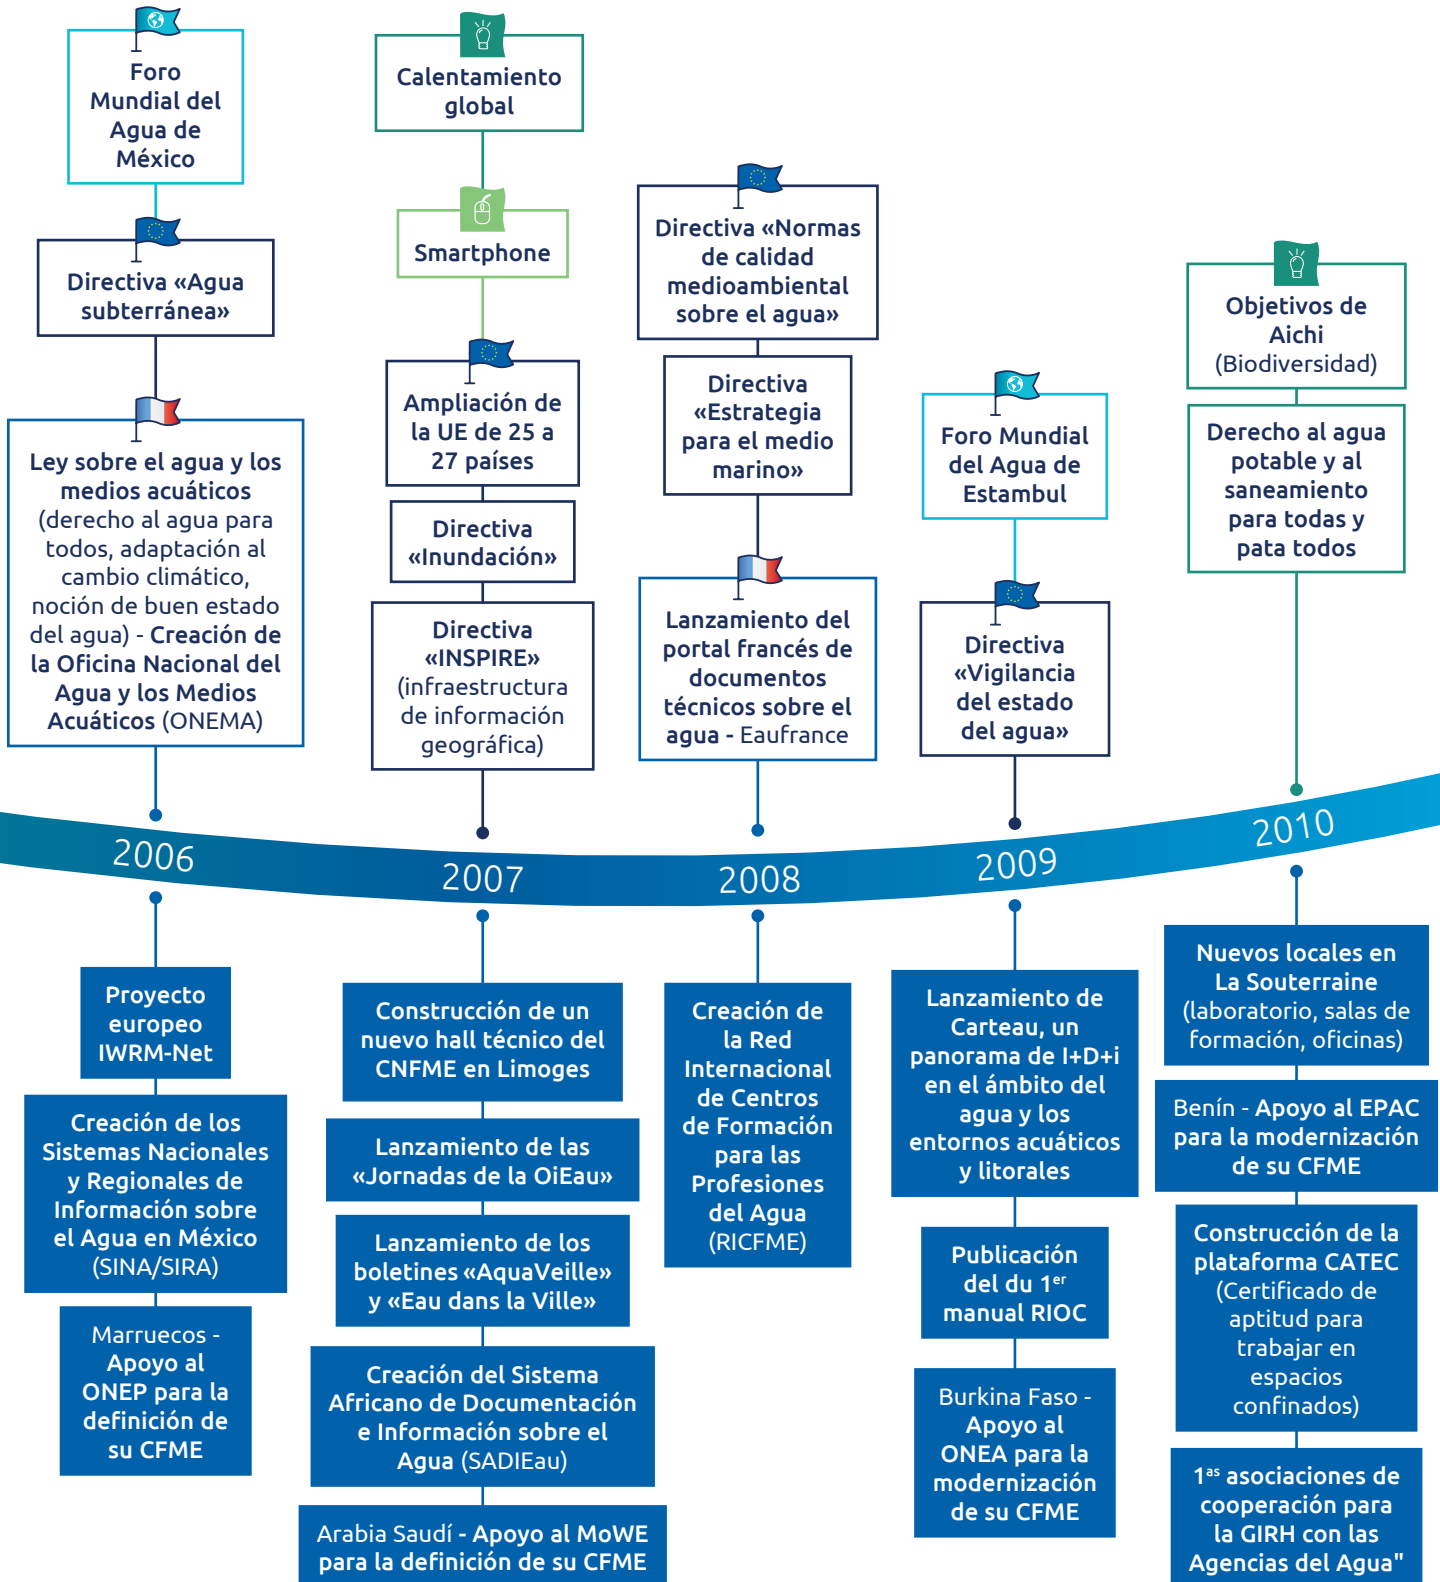 Foro
Mundial del
Agua de
México
Directiva «Agua
subterránea»
Ley sobre el agua y los
medios acuáticos
(derecho al agua para
todos, adaptación al
cambio climático,
noción de buen estado
del agua) - Creación de
la Oficina Nacional del
Agua y los Medios
Acuáticos (ONEMA)
Calentamiento
global
Smartphone
Ampliación de
la UE de 25 a
27 países
Directiva
«Inundación»
Directiva
«INSPIRE»
(infraestructura
de información
geográfica)
Directiva «Normas
de calidad
medioambiental
sobre el agua»
Directiva
«Estrategia
para el medio
marino»
Lanzamiento del
portal francés de
documentos
técnicos sobre el
agua - Eaufrance
Foro Mundial
del Agua de
Estambul
Directiva
«Vigilancia
del estado
del agua»
Objetivos de
Aichi
(Biodiversidad)
Derecho al agua
potable y al
saneamiento
para todas y
pata todos
2006
2007
2008
2009
2010
Proyecto
europeo
IWRM-Net
Creación de los
Sistemas Nacionales
y Regionales de
Información sobre
el Agua en México
(SINA/SIRA)
Marruecos -
Apoyo al
ONEP para la
definición de
su CFME
Construcción de un
nuevo hall técnico del
CNFME en Limoges
Lanzamiento de las
«Jornadas de la OiEau»
Lanzamiento de los
boletines «AquaVeille»
y «Eau dans la Ville»
Creación del Sistema
Africano de Documentación
e Información sobre el
Agua (SADIEau)
Arabia Saudí - Apoyo al MoWE
para la definición de su CFME
Creación de
la Red
Internacional
de Centros
de Formación
para las
Profesiones
del Agua
(RICFME)
Lanzamiento de
Carteau, un
panorama de I+D+i
en el ámbito del
agua y los
entornos acuáticos
y litorales
Publicación
del du 1er
manual RIOC
Burkina Faso -
Apoyo al
ONEA para la
modernización
de su CFME
Nuevos locales en
La Souterraine
(laboratorio, salas de
formación, oficinas)
Benín - Apoyo al EPAC
para la modernización
de su CFME
Construcción de la
plataforma CATEC
(Certificado de
aptitud para
trabajar en
espacios
confinados)
1as asociaciones de
cooperación para
la GIRH con las
Agencias del Agua"